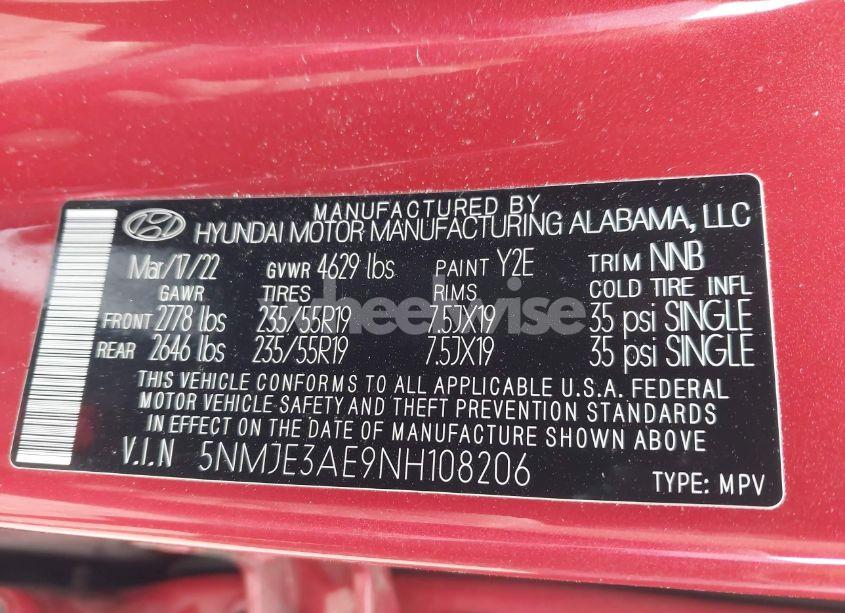 MANUFACTURED BY
HYUNDAI MOTOR MANUFACTURING ALABAMA, LLC
Mar/17/22 GVWR 4629 lbs PAINT Y2E TRIM NNB
GAWR TIRES RIMS COLD TIRE INFL
FRONT 2778 lbs 235/55R19 7.5JX19 35 psi SINGLE
REAR 2646 lbs 235/55R19 7.5JX19 35 psi SINGLE
THIS VEHICLE CONFORMS TO ALL APPLICABLE U.S.A. FEDERAL
MOTOR VEHICLE-SAFETY AND THEFT PREVENTION STANDARDS
IN EFFECT ON THE DATE OF MANUFACTURE SHOWN ABOVE
V.I.N 5NMJE3AE9NH108206
TYPE: MPV
wheelwise